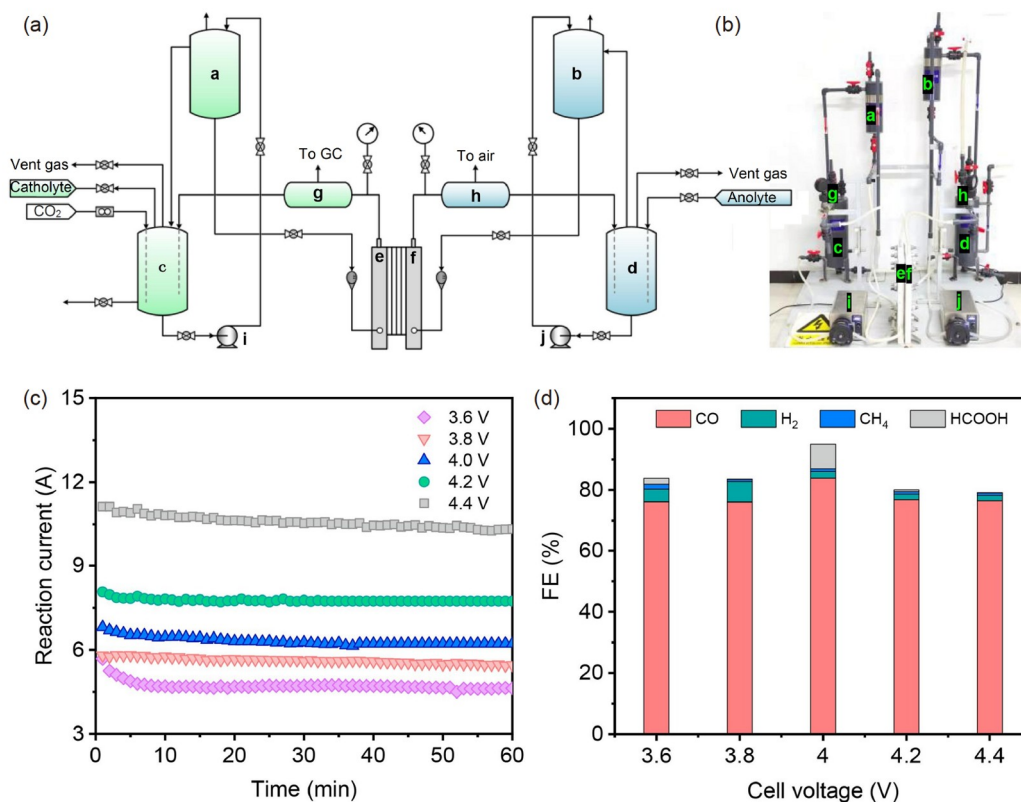 (a)
a
b
To GC
To air
Vent gas
Catholyte
CO₂
g
h
Vent gas
Anolyte
c
e
f
d
i
j
(b)
b
a
g
h
c
d
ef
i
j
(c)
15
12
9
6
3
Reaction current (A)
3.6 V
3.8 V
4.0 V
4.2 V
4.4 V
0
10
20
30
40
50
60
Time (min)
(d)
CO
H₂
CH₄
HCOOH
100
80
60
40
20
0
FE (%)
3.6
3.8
4
4.2
4.4
Cell voltage (V)